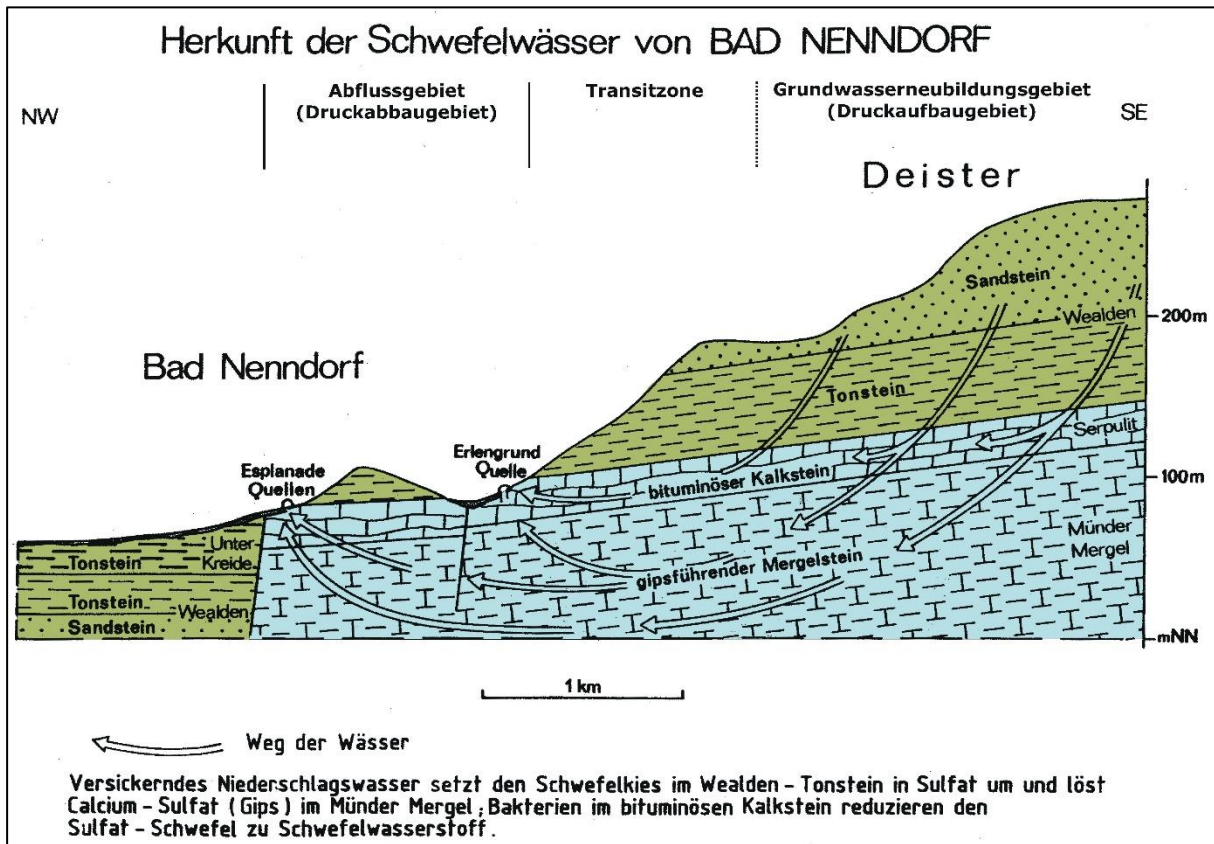 Herkunft der Schwefelwässer von BAD NENNDORF
NW
Abflussgebiet
(Druckabbaugebiet)
Transitzone
Grundwasserneubildungsgebiet
(Druckaufbaugebiet)
SE
Deister
Sandstein
Wealden
200m
Bad Nenndorf
Tonstein
Serpulit
Erlengrund
Quelle
Esplanade
Quellen
bituminöser Kalkstein
100m
Münder
Mergel
Unter
Kreide
Tonstein
gipsführender Mergelstein
Tonstein
Wealden
Sandstein
mNN
1 km
Weg der Wässer
Versickerndes Niederschlagswasser setzt den Schwefelkies im Wealden - Tonstein in Sulfat um und löst
Calcium - Sulfat (Gips) im Münder Mergel; Bakterien im bituminösen Kalkstein reduzieren den
Sulfat - Schwefel zu Schwefelwasserstoff.